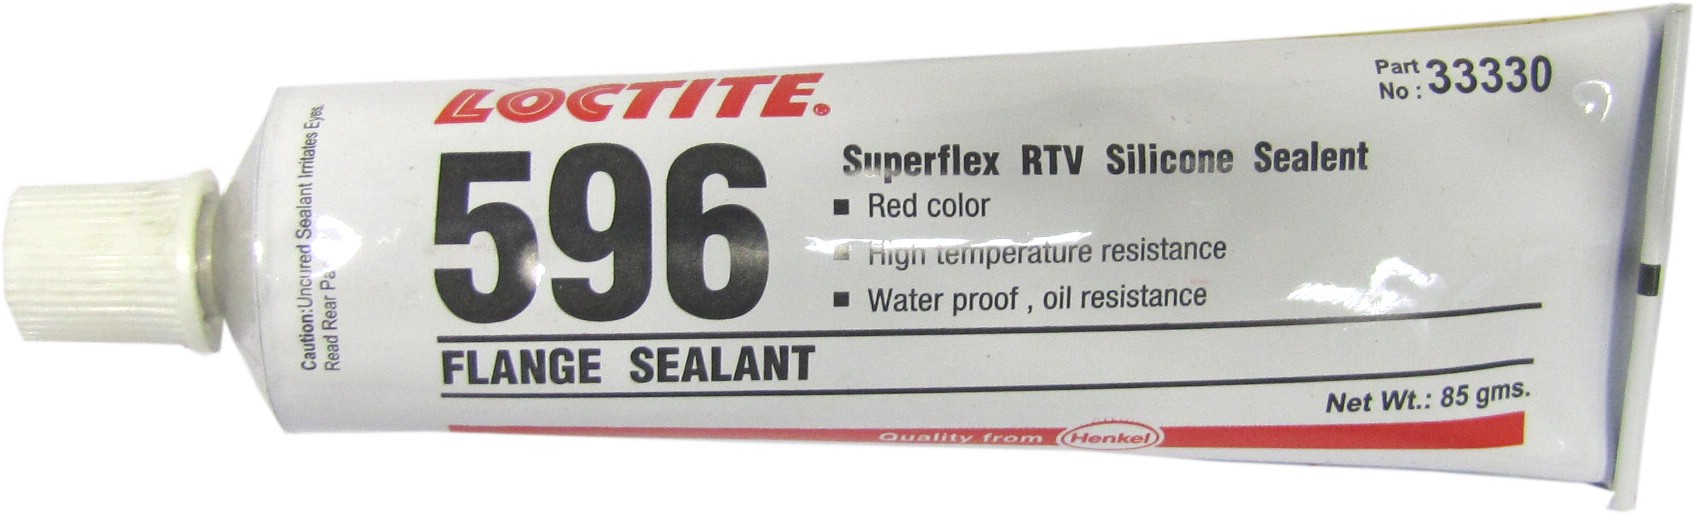 LOCTITE®
Part No : 33330
596
Superflex RTV Silicone Sealent
■ Red color
■ High temperature resistance
■ Water proof , oil resistance
FLANGE SEALANT
Net Wt.: 85 gms.
Quality from Henkel
Caution:Uncured Sealant Irritates Eyes.
Read Rear